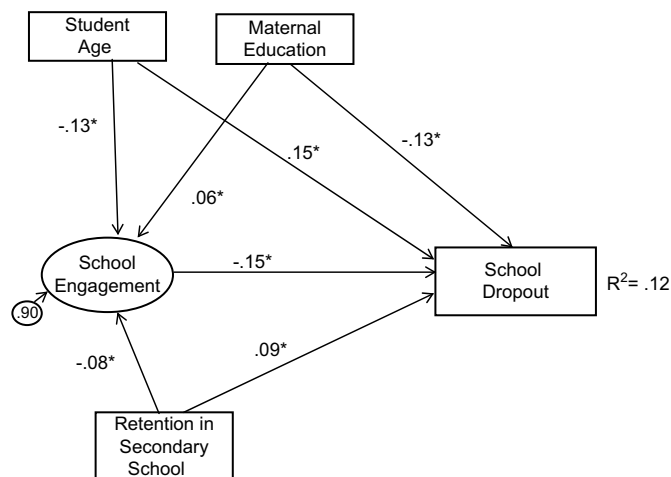 Student
Age
Maternal
Education
-.13*
.15*
-.13*
.06*
School
Engagement
-.15*
School
Dropout
R²= .12
.90
-.08*
.09*
Retention in
Secondary
School